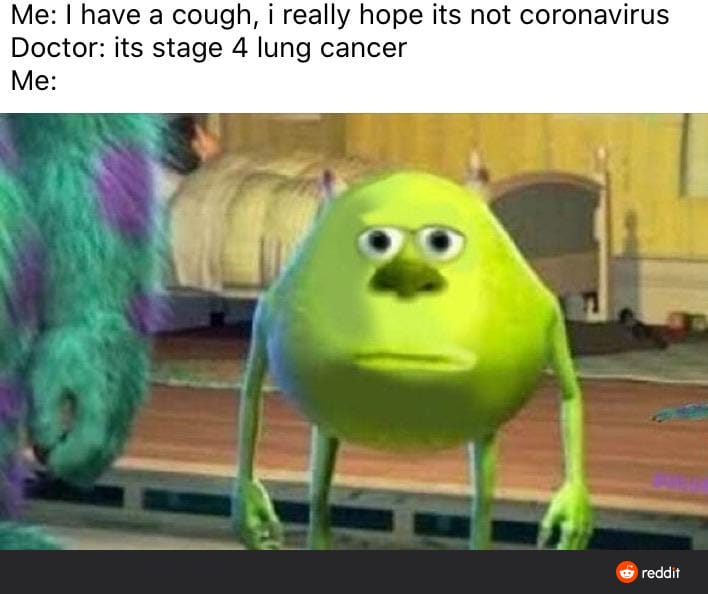 Me: I have a cough, i really hope its not coronavirus
Doctor: its stage 4 lung cancer
Me:
reddit